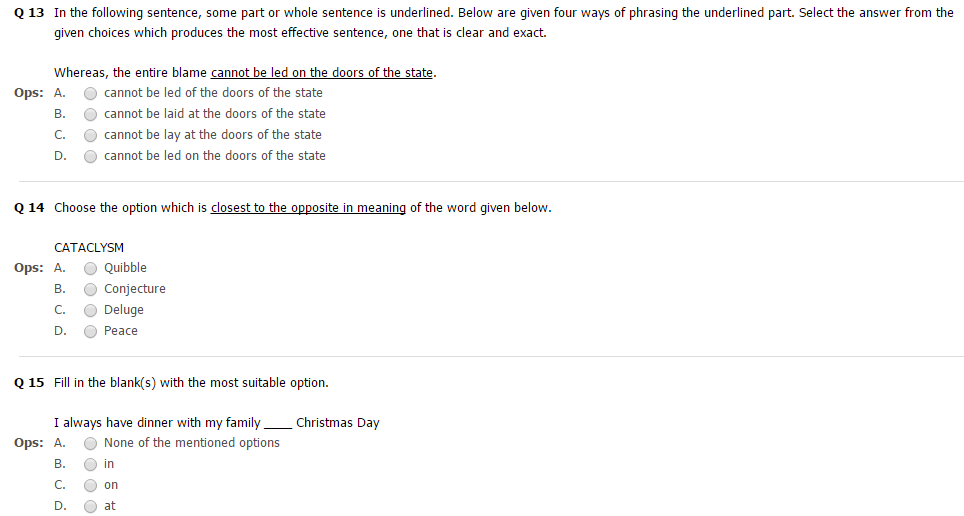 Q 13 In the following sentence, some part or whole sentence is underlined. Below are given four ways of phrasing the underlined part. Select the answer from the
given choices which produces the most effective sentence, one that is clear and exact.
Whereas, the entire blame cannot be led on the doors of the state.
Ops: A. cannot be led of the doors of the state
B. cannot be laid at the doors of the state
C. cannot be lay at the doors of the state
D. cannot be led on the doors of the state
Q 14 Choose the option which is closest to the opposite in meaning of the word given below.
CATACLYSM
Ops: A. Quibble
B. Conjecture
C. Deluge
D. Peace
Q 15 Fill in the blank(s) with the most suitable option.
I always have dinner with my family ____ Christmas Day
Ops: A. None of the mentioned options
B. in
C. on
D. at